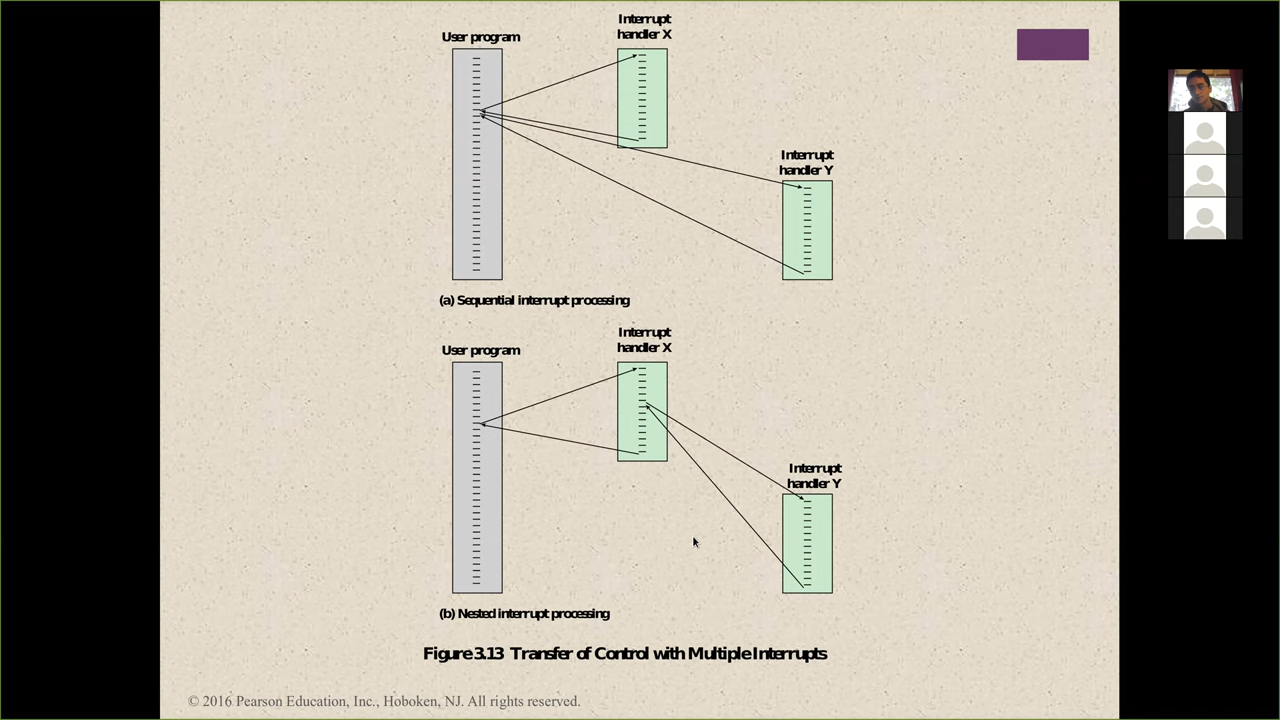 User program
Interrupt
handler X
Interrupt
handler Y
(a) Sequential interrupt processing
User program
Interrupt
handler X
Interrupt
handler Y
(b) Nested interrupt processing
Figure 3.13 Transfer of Control with Multiple Interrupts
© 2016 Pearson Education, Inc., Hoboken, NJ. All rights reserved.